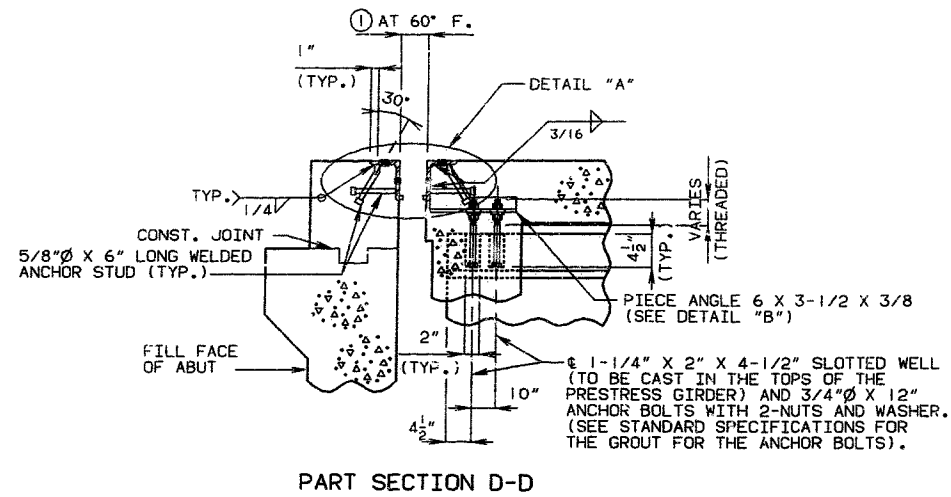 ① AT 60° F.
1"
(TYP.)
30°
DETAIL "A"
3/16
TYP.
1/4
CONST. JOINT
5/8"Ø X 6" LONG WELDED
ANCHOR STUD (TYP.)
VARIES
(THREADED)
4 1/2"
(TYP.)
PIECE ANGLE 6 X 3-1/2 X 3/8
(SEE DETAIL "B")
FILL FACE
OF ABUT
2"
(TYP.)
10"
4 1/2"
℄ 1-1/4" X 2" X 4-1/2" SLOTTED WELL
(TO BE CAST IN THE TOPS OF THE
PRESTRESS GIRDER) AND 3/4"Ø X 12"
ANCHOR BOLTS WITH 2-NUTS AND WASHER.
(SEE STANDARD SPECIFICATIONS FOR
THE GROUT FOR THE ANCHOR BOLTS).
PART SECTION D-D